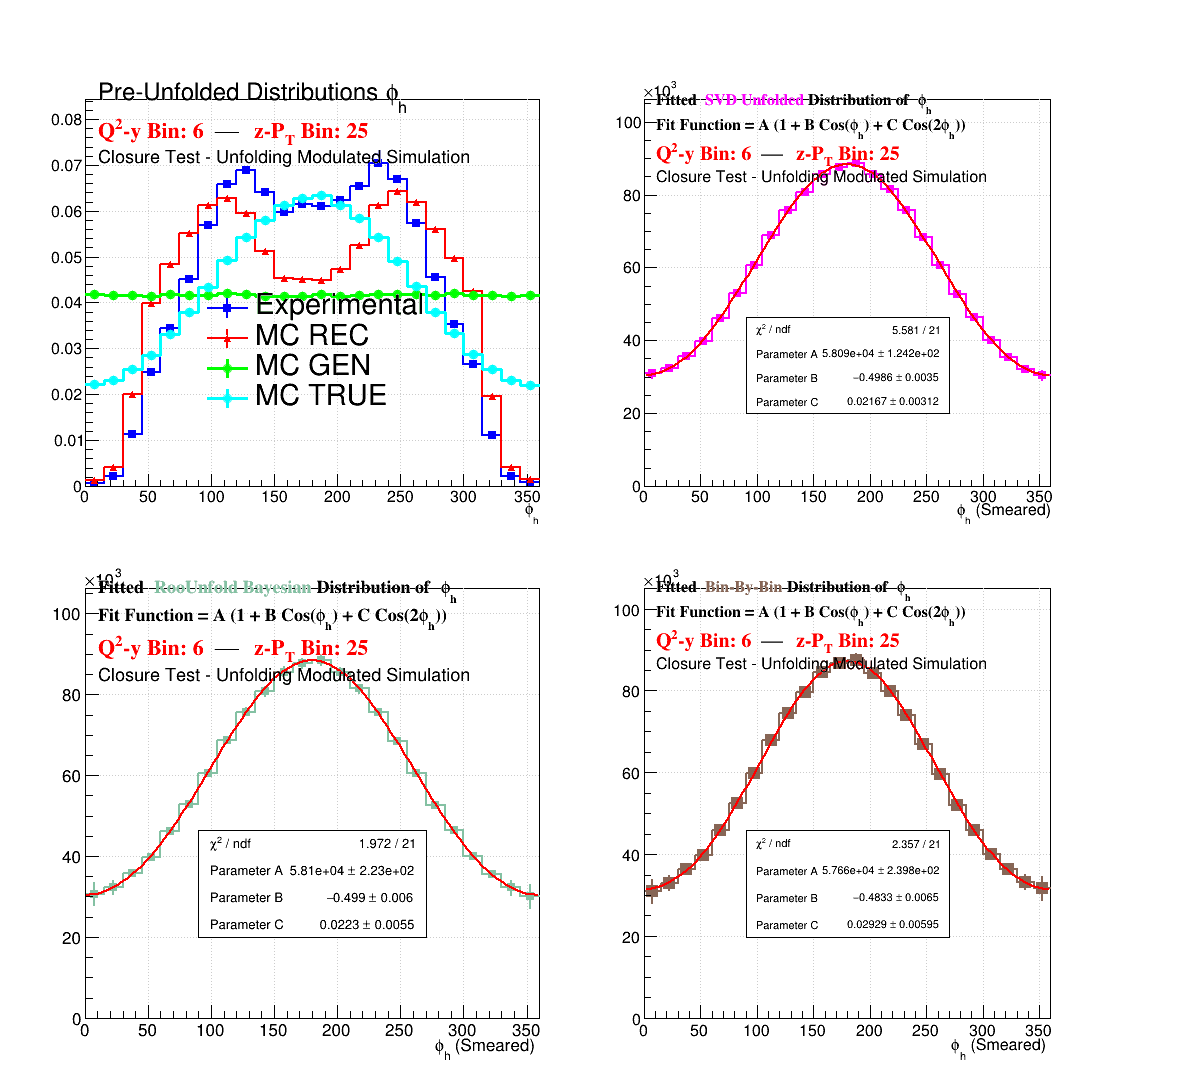 Pre-Unfolded Distributions ϕh
Q²-y Bin: 6 — z-PT Bin: 25
Closure Test - Unfolding Modulated Simulation
0.08
0.07
0.06
0.05
0.04
0.03
0.02
0.01
0
Experimental
MC REC
MC GEN
MC TRUE
0 50 100 150 200 250 300 350
ϕh
×10³
Fitted SVD Unfolded Distribution of ϕh
Fit Function = A (1 + B Cos(ϕh) + C Cos(2ϕh))
Q²-y Bin: 6 — z-PT Bin: 25
Closure Test - Unfolding Modulated Simulation
100
80
60
40
20
0
χ² / ndf 5.581 / 21
Parameter A 5.809e+04 ± 1.242e+02
Parameter B −0.4986 ± 0.0035
Parameter C 0.02167 ± 0.00312
0 50 100 150 200 250 300 350
ϕh (Smeared)
×10³
Fitted RooUnfold Bayesian Distribution of ϕh
Fit Function = A (1 + B Cos(ϕh) + C Cos(2ϕh))
Q²-y Bin: 6 — z-PT Bin: 25
Closure Test - Unfolding Modulated Simulation
100
80
60
40
20
0
χ² / ndf 1.972 / 21
Parameter A 5.81e+04 ± 2.23e+02
Parameter B −0.499 ± 0.006
Parameter C 0.0223 ± 0.0055
0 50 100 150 200 250 300 350
ϕh (Smeared)
×10³
Fitted Bin-By-Bin Distribution of ϕh
Fit Function = A (1 + B Cos(ϕh) + C Cos(2ϕh))
Q²-y Bin: 6 — z-PT Bin: 25
Closure Test - Unfolding Modulated Simulation
100
80
60
40
20
0
χ² / ndf 2.357 / 21
Parameter A 5.766e+04 ± 2.398e+02
Parameter B −0.4833 ± 0.0065
Parameter C 0.02929 ± 0.00595
0 50 100 150 200 250 300 350
ϕh (Smeared)